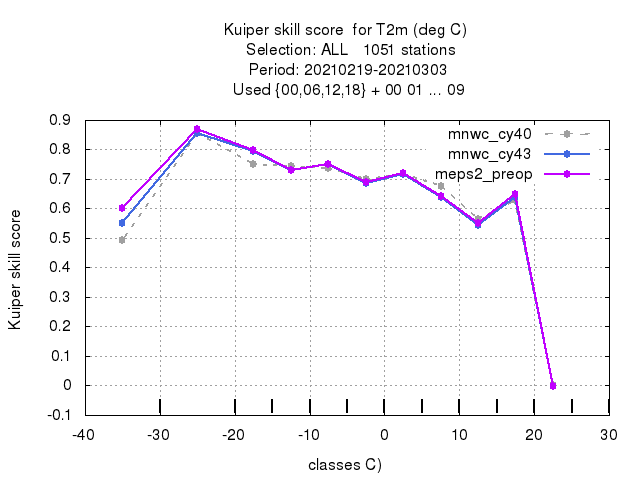 Kuiper skill score  for T2m (deg C)
Selection: ALL   1051 stations
Period: 20210219-20210303
Used {00,06,12,18} + 00 01 ... 09
mnwc_cy40
mnwc_cy43
meps2_preop
Kuiper skill score
0.9
0.8
0.7
0.6
0.5
0.4
0.3
0.2
0.1
0
-0.1
-40 -30 -20 -10 0 10 20 30
classes C)